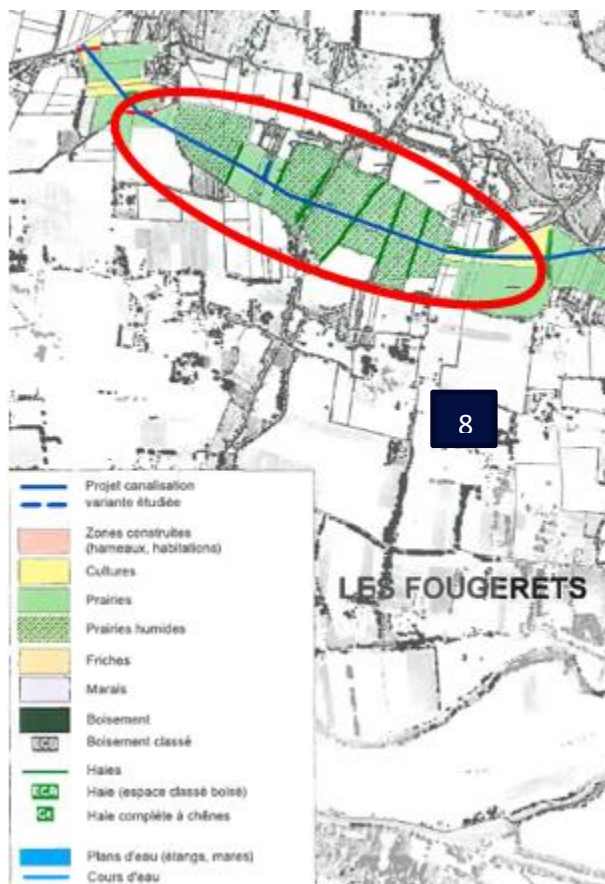 8
LES FOUGERETS
Projet canalisation
variante étudiée
Zones construites
(hameaux, habitations)
Cultures
Prairies
Prairies humides
Friches
Marais
Boisement
Boisement classé
Haies
Haie (espace classé boisé)
Haie complète à chênes
Plans d'eau (étangs, mares)
Cours d'eau